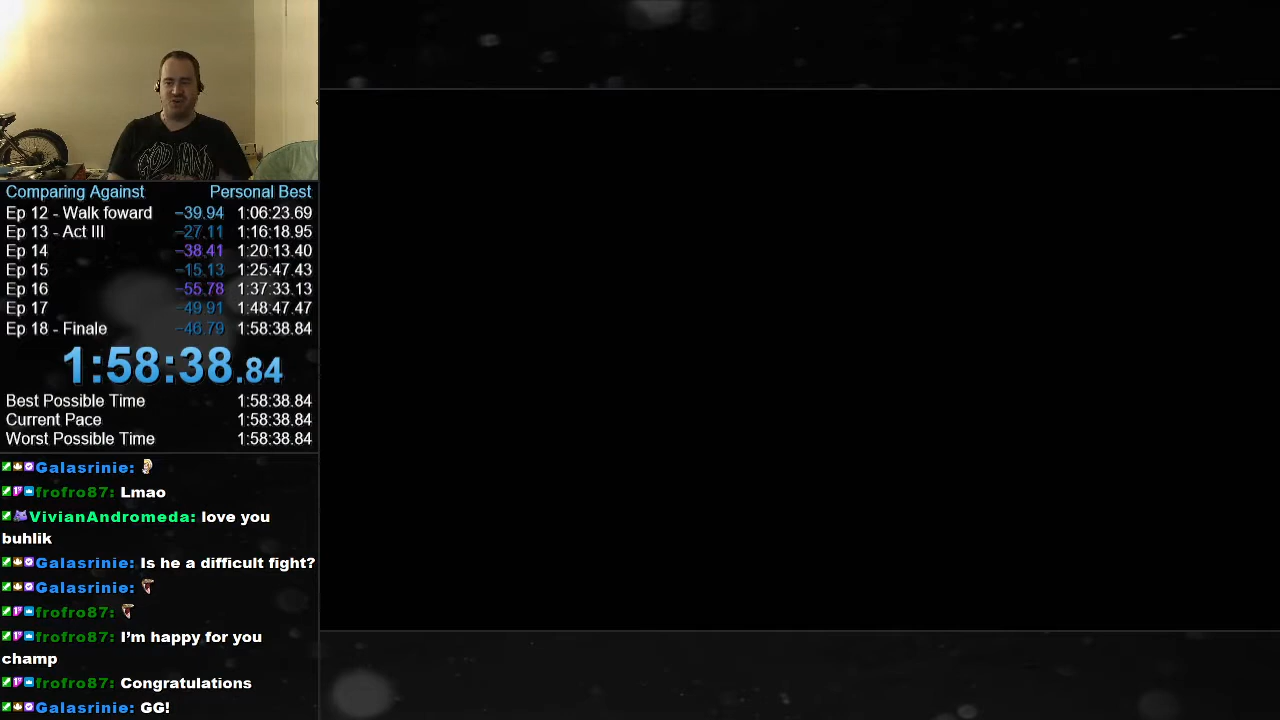 Comparing Against Personal Best
Ep 12 - Walk foward −39.94 1:06:23.69
Ep 13 - Act III −27.11 1:16:18.95
Ep 14 −38.41 1:20:13.40
Ep 15 −15.13 1:25:47.43
Ep 16 −55.78 1:37:33.13
Ep 17 −49.91 1:48:47.47
Ep 18 - Finale −46.79 1:58:38.84
1:58:38.84
Best Possible Time 1:58:38.84
Current Pace 1:58:38.84
Worst Possible Time 1:58:38.84
Galasrinie:
frofro87: Lmao
VivianAndromeda: love you
buhlik
Galasrinie: Is he a difficult fight?
Galasrinie:
frofro87:
frofro87: I’m happy for you
champ
frofro87: Congratulations
Galasrinie: GG!